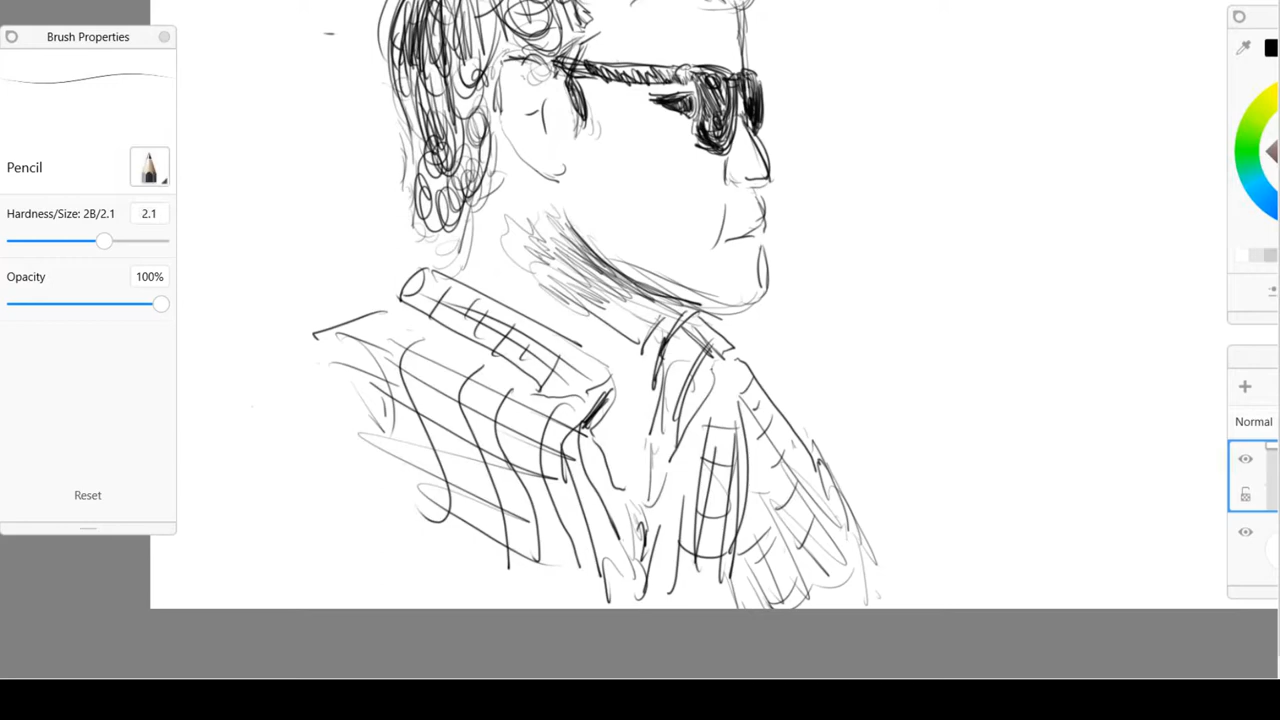 Brush Properties
Pencil
Hardness/Size: 2B/2.1 2.1
Opacity 100%
Reset
Normal